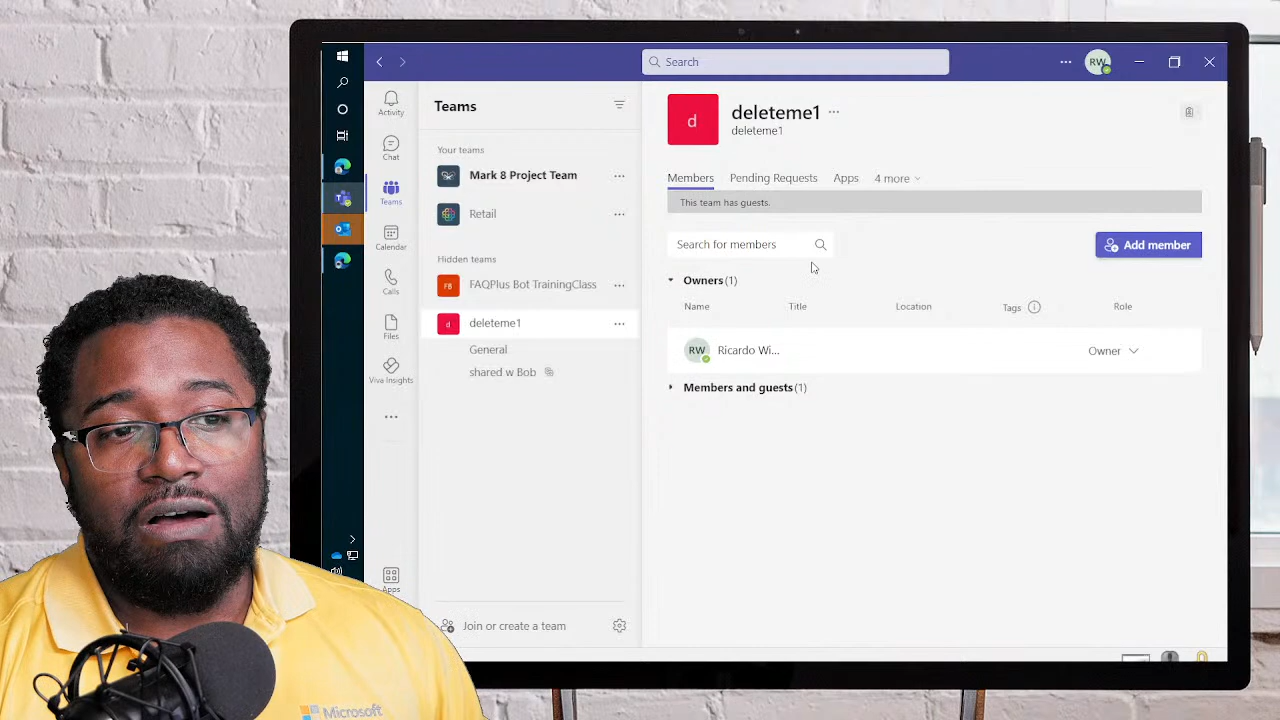 Search
RW
Activity
Chat
Teams
Calendar
Calls
Files
Viva Insights
Apps
Teams
Your teams
Mark 8 Project Team
Retail
Hidden teams
FB
FAQPlus Bot TrainingClass
d
deleteme1
General
shared w Bob
Join or create a team
d
deleteme1
deleteme1
Members Pending Requests Apps 4 more
This team has guests.
Search for members
Add member
Owners (1)
Name Title Location Tags Role
RW Ricardo Wi... Owner
Members and guests (1)
Microsoft